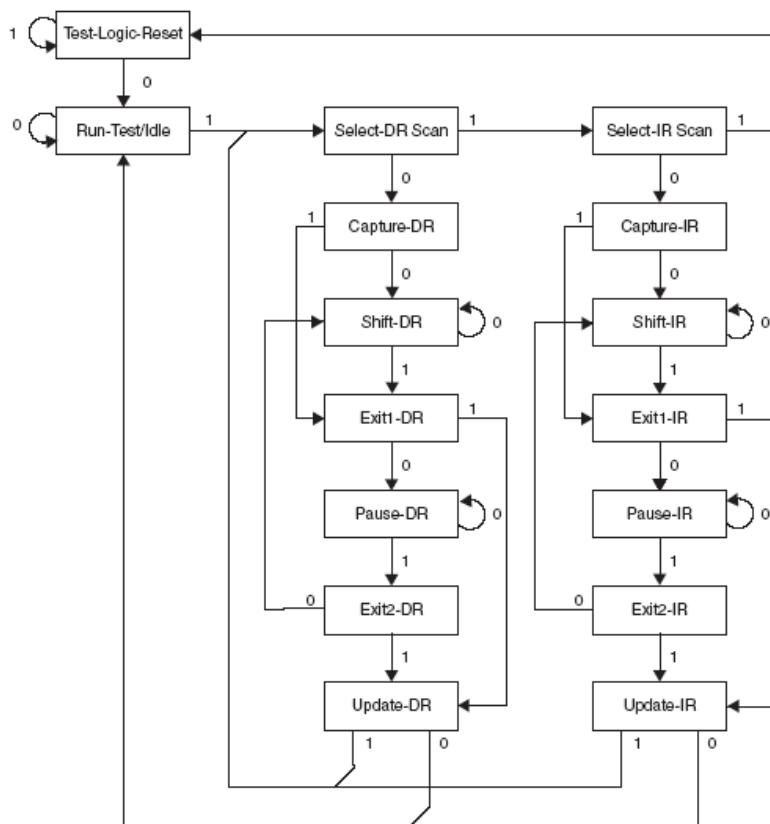 1 Test-Logic-Reset
0
0 Run-Test/Idle 1 Select-DR Scan 1 Select-IR Scan 1
0 0
1 Capture-DR 1 Capture-IR
0 0
Shift-DR 0 Shift-IR 0
1 1
Exit1-DR 1 Exit1-IR 1
0 0
Pause-DR 0 Pause-IR 0
1 1
0 Exit2-DR 0 Exit2-IR
1 1
Update-DR Update-IR
1 0 1 0